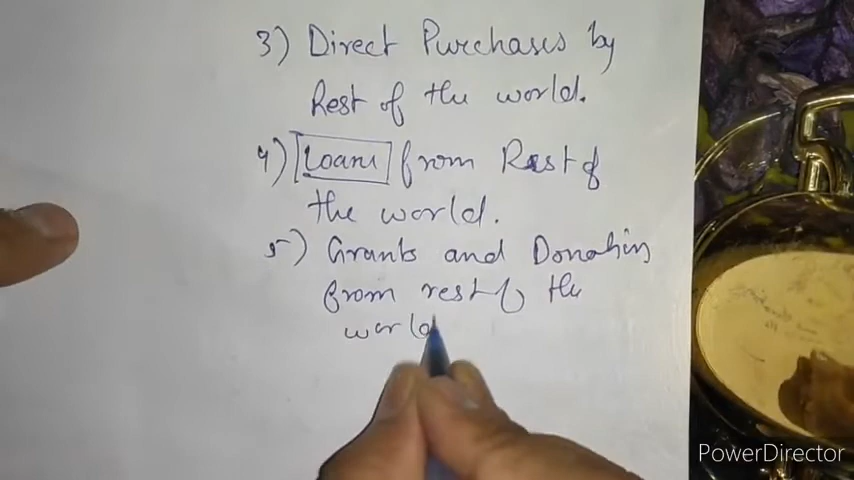 3) Direct Purchases by
Rest of the world.
4) Loans from Rest of
the world.
5) Grants and Donations
from rest of the
world
PowerDirector